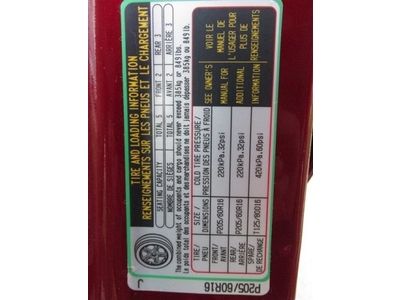 TIRE AND LOADING INFORMATION
RENSEIGNEMENTS SUR LES PNEUS ET LE CHARGEMENT
SEATING CAPACITY / TOTAL 5 FRONT 2 REAR 3
NOMBRE DE SIÈGES / TOTAL 5 AVANT 2 ARRIÈRE 3
The combined weight of occupants and cargo should never exceed 385kg or 849lbs.
Le poids total des occupants et du chargement ne doit jamais dépasser 385kg ou 849lb.
TIRE/ SIZE/ COLD TIRE PRESSURE/ SEE OWNER'S VOIR LE
PNEU DIMENSIONS PRESSION DES PNEUS À FROID MANUAL FOR MANUEL DE
FRONT/ P205/60R16 220kPA,32psi ADDITIONAL L'USAGER POUR
AVANT INFORMATION PLUS DE
REAR/ P205/60R16 220kPA,32psi RENSEIGNEMENTS
ARRIÈRE
SPARE/ T125/80D16 420kPA,60psi
DE RECHANGE
J P205/60R16